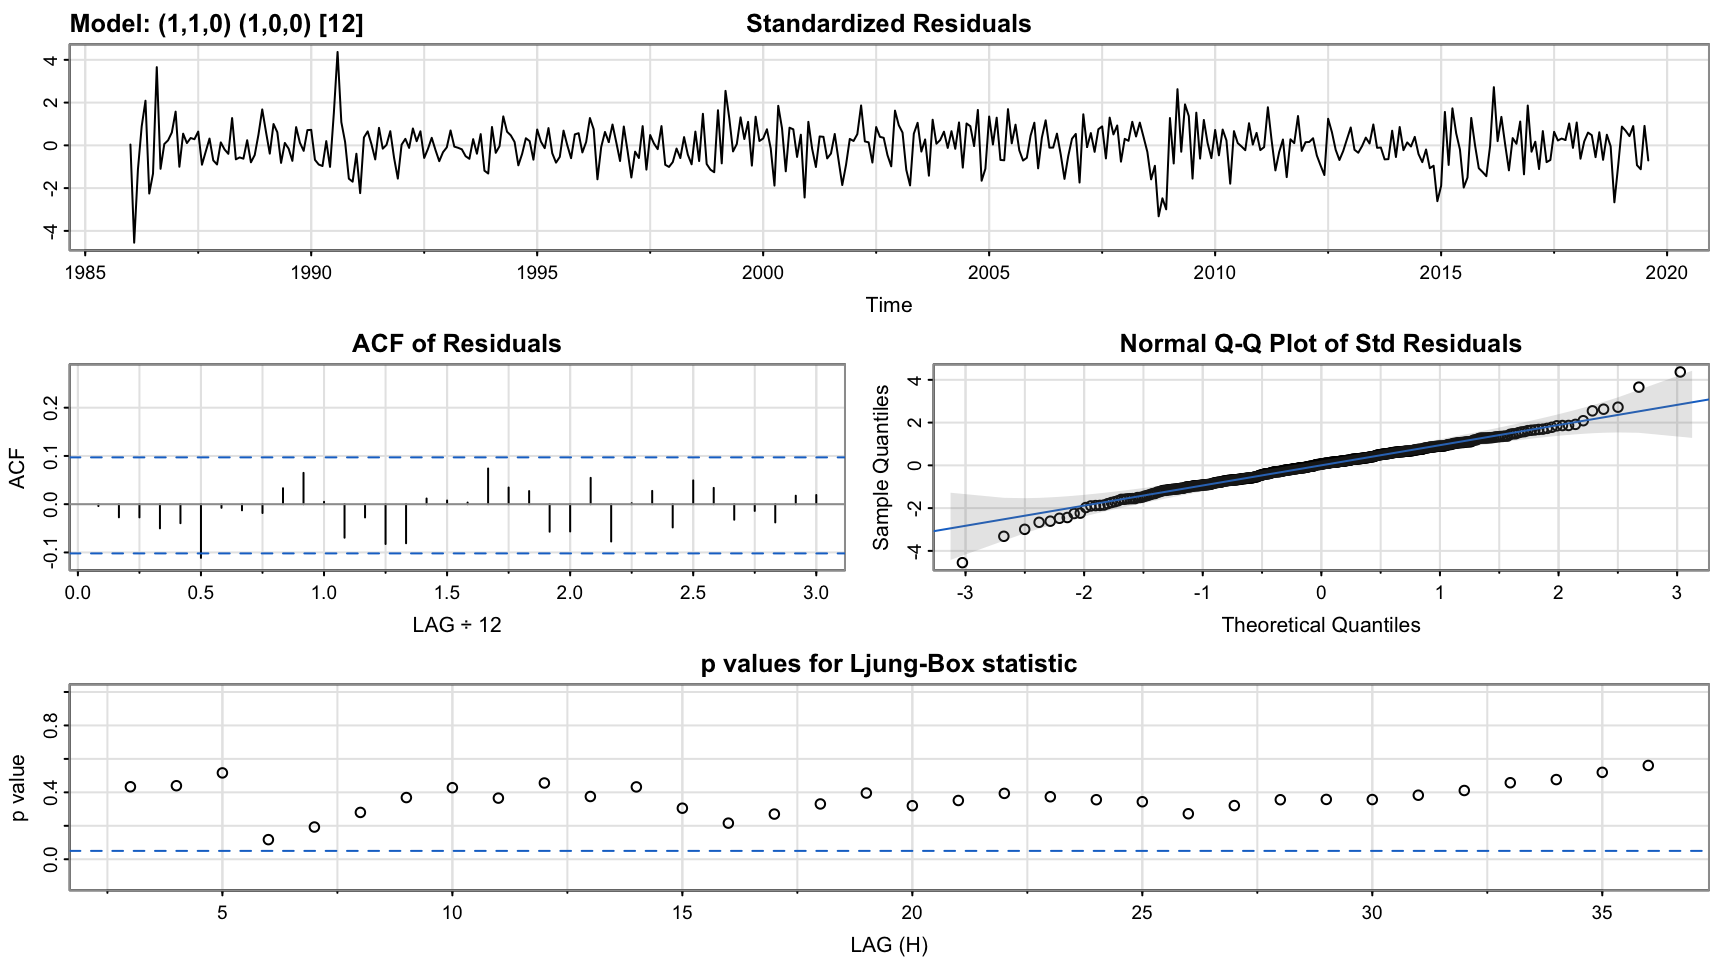 Model: (1,1,0) (1,0,0) [12]
Standardized Residuals
4
2
0
-2
-4
1985 1990 1995 2000 2005 2010 2015 2020
Time
ACF of Residuals
ACF
0.2
0.1
0.0
-0.1
0.0 0.5 1.0 1.5 2.0 2.5 3.0
LAG ÷ 12
Normal Q-Q Plot of Std Residuals
Sample Quantiles
4
2
0
-2
-4
-3 -2 -1 0 1 2 3
Theoretical Quantiles
p values for Ljung-Box statistic
p value
0.8
0.4
0.0
5 10 15 20 25 30 35
LAG (H)